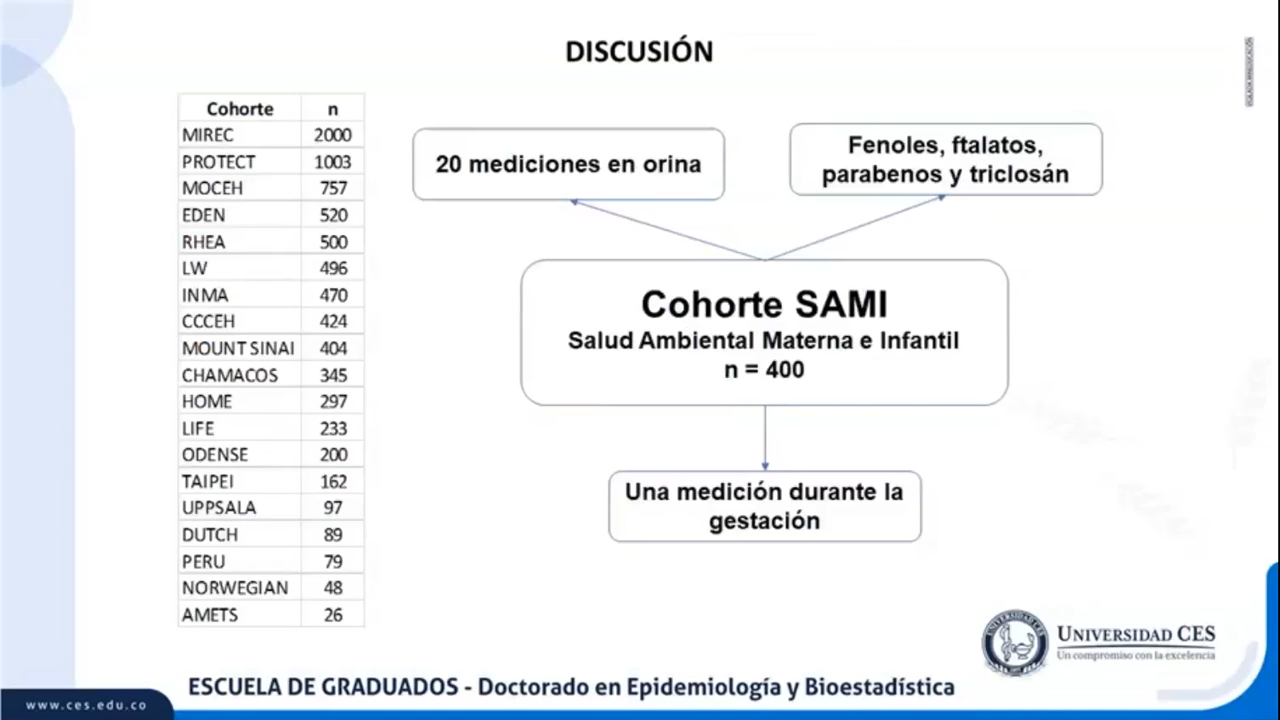 DISCUSIÓN
Cohorte n
MIREC 2000
PROTECT 1003
MOCEH 757
EDEN 520
RHEA 500
LW 496
INMA 470
CCCEH 424
MOUNT SINAI 404
CHAMACOS 345
HOME 297
LIFE 233
ODENSE 200
TAIPEI 162
UPPSALA 97
DUTCH 89
PERU 79
NORWEGIAN 48
AMETS 26
20 mediciones en orina
Fenoles, ftalatos,
parabenos y triclosán
Cohorte SAMI
Salud Ambiental Materna e Infantil
n = 400
Una medición durante la
gestación
UNIVERSIDAD CES
Un compromiso con la excelencia
ESCUELA DE GRADUADOS - Doctorado en Epidemiología y Bioestadística
www.ces.edu.co